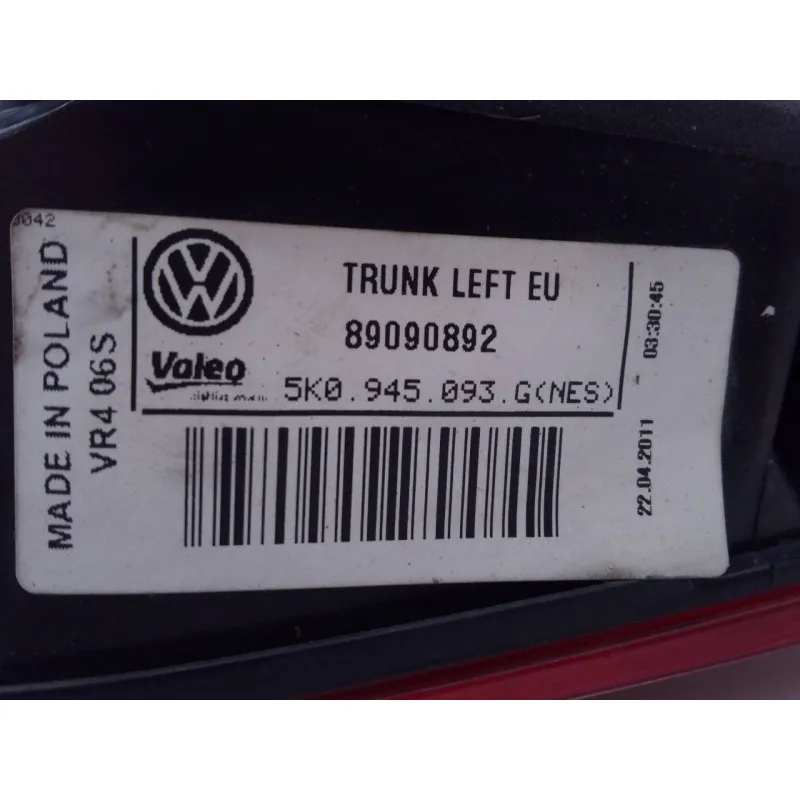 MADE IN POLAND
VR4 06S
TRUNK LEFT EU
89090892
Valeo
5K0.945.093.G(NES)
22.04.2011 03:30:45